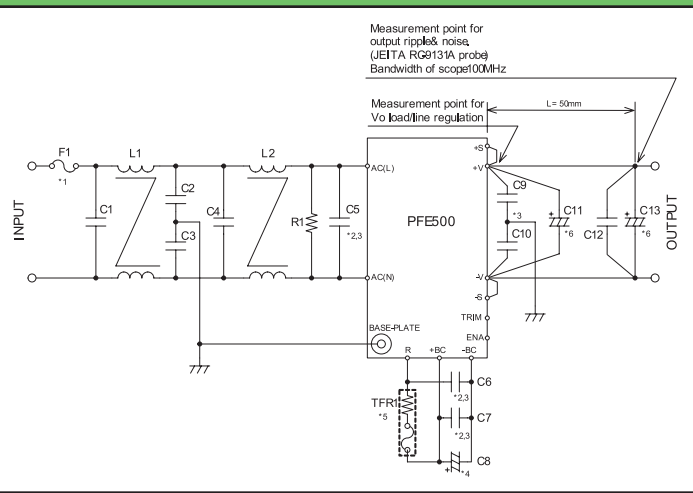 Measurement point for
output ripple& noise.
(JEITA RC-9131A probe)
Bandwidth of scope100MHz
Measurement point for
Vo load/line regulation
L= 50mm
F1
*1
L1
L2
C1
C2
C3
C4
R1
C5
*2,3
INPUT
AC(L)
AC(N)
PFE500
BASE-PLATE
+S
+V
-V
-S
TRIM
ENA
R
+BC
-BC
C9
*3
C10
C11
*6
C12
C13
*6
OUTPUT
TFR1
*5
C6
*2,3
C7
*2,3
C8
+
*4